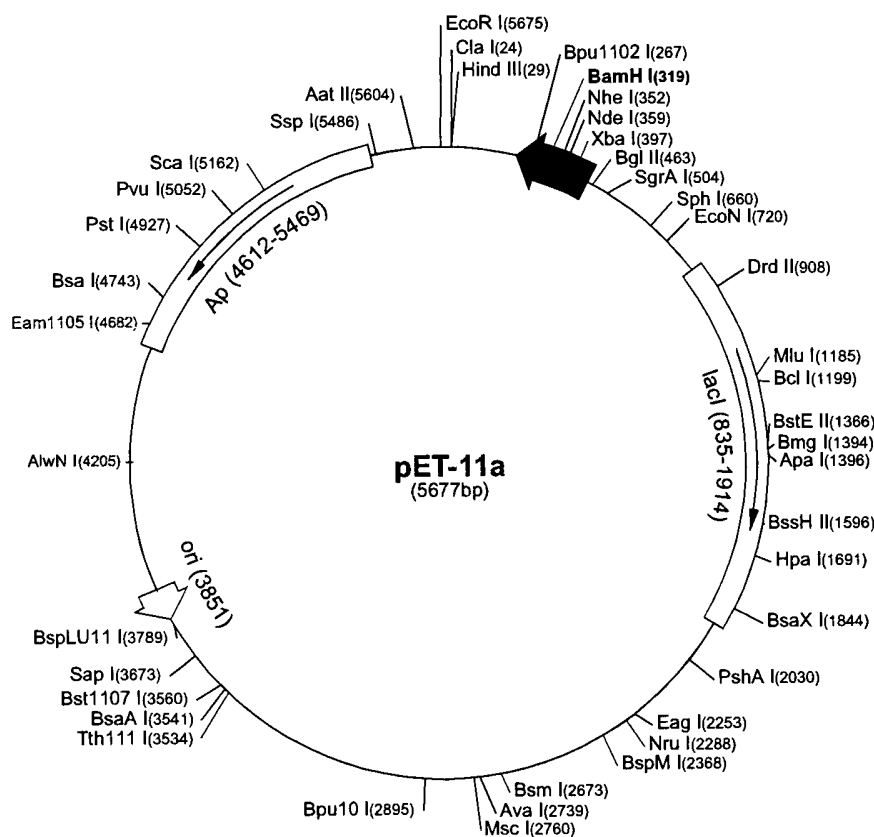 EcoR I(5675)
Cla I(24)
Hind III(29)
Bpu1102 I(267)
BamH I(319)
Nhe I(352)
Nde I(359)
Xba I(397)
Bgl II(463)
SgrA I(504)
Sph I(660)
EcoN I(720)
Drd II(908)
Mlu I(1185)
Bcl I(1199)
BstE II(1366)
Bmg I(1394)
Apa I(1396)
BssH II(1596)
Hpa I(1691)
BsaX I(1844)
PshA I(2030)
Eag I(2253)
Nru I(2288)
BspM I(2368)
Bsm I(2673)
Ava I(2739)
Msc I(2760)
Bpu10 I(2895)
Tth111 I(3534)
BsaA I(3541)
Bst1107 I(3560)
Sap I(3673)
BspLU11 I(3789)
AlwN I(4205)
Eam1105 I(4682)
Bsa I(4743)
Pst I(4927)
Pvu I(5052)
Sca I(5162)
Ssp I(5486)
Aat II(5604)
Ap (4612-5469)
lacI (835-1914)
ori (3851)
pET-11a
(5677bp)